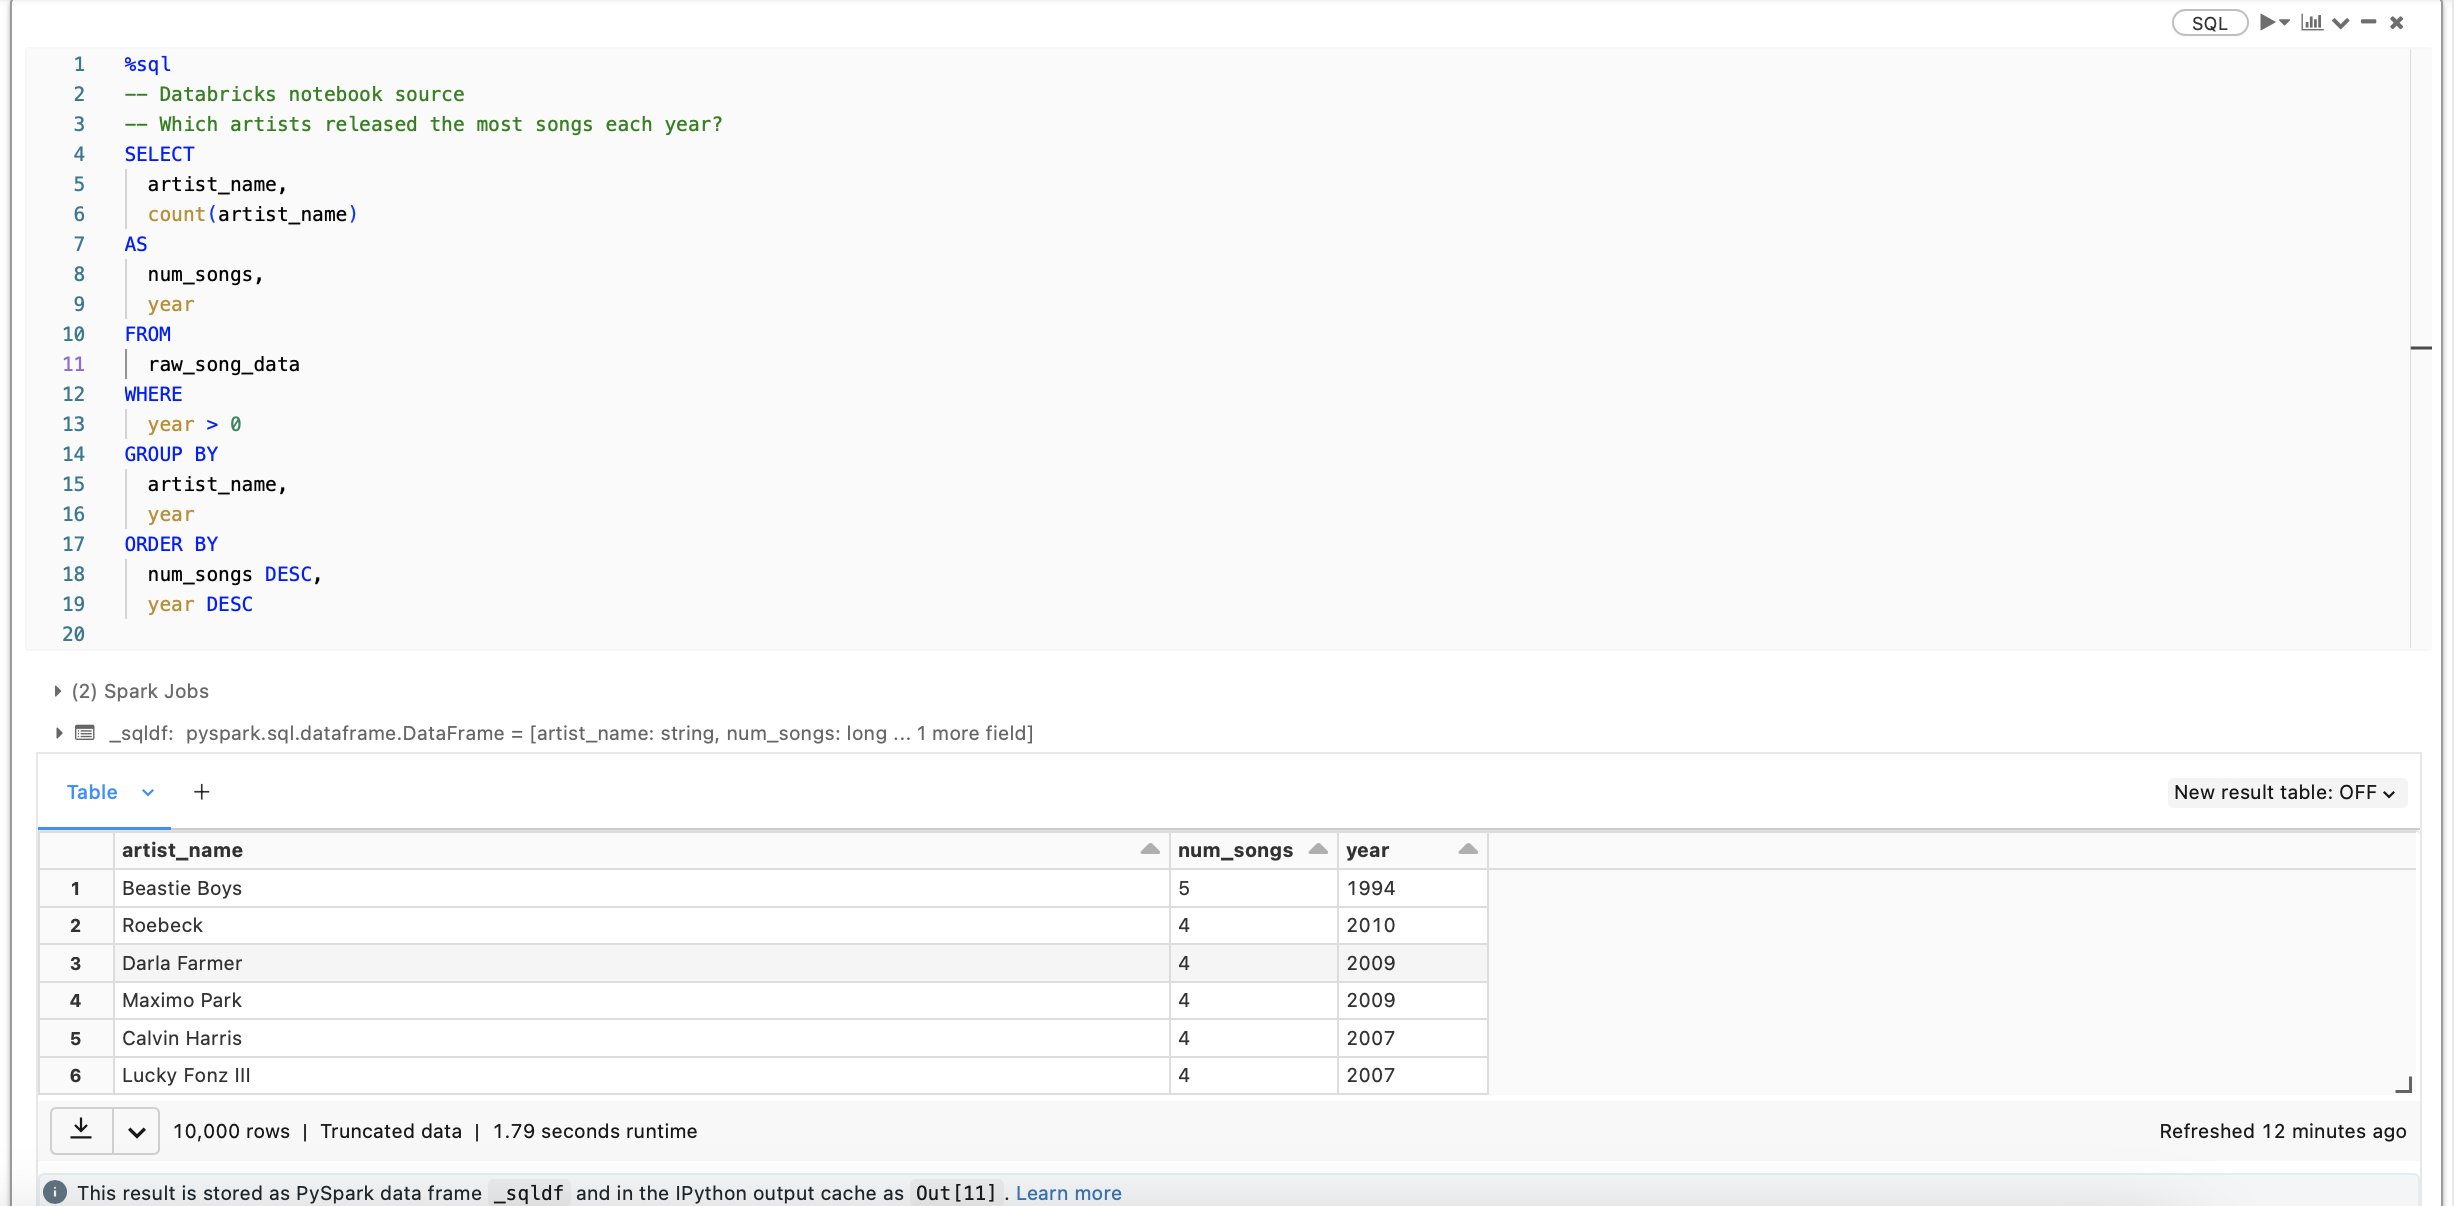 SQL
1 %sql
2 -- Databricks notebook source
3 -- Which artists released the most songs each year?
4 SELECT
5 artist_name,
6 count(artist_name)
7 AS
8 num_songs,
9 year
10 FROM
11 raw_song_data
12 WHERE
13 year > 0
14 GROUP BY
15 artist_name,
16 year
17 ORDER BY
18 num_songs DESC,
19 year DESC
20
(2) Spark Jobs
_sqldf: pyspark.sql.dataframe.DataFrame = [artist_name: string, num_songs: long ... 1 more field]
Table + New result table: OFF
artist_name num_songs year
1 Beastie Boys 5 1994
2 Roebeck 4 2010
3 Darla Farmer 4 2009
4 Maximo Park 4 2009
5 Calvin Harris 4 2007
6 Lucky Fonz III 4 2007
10,000 rows | Truncated data | 1.79 seconds runtime Refreshed 12 minutes ago
This result is stored as PySpark data frame _sqldf and in the IPython output cache as Out[11]. Learn more